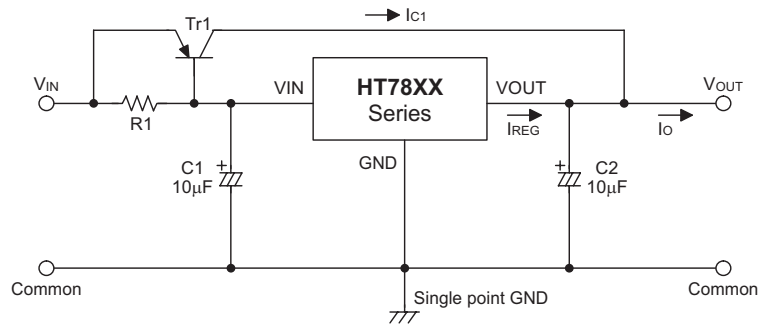 Tr1
IC1
VIN
R1
VIN
HT78XX
Series
VOUT
GND
IREG
VOUT
IO
C1
10μF
C2
10μF
Common
Single point GND
Common